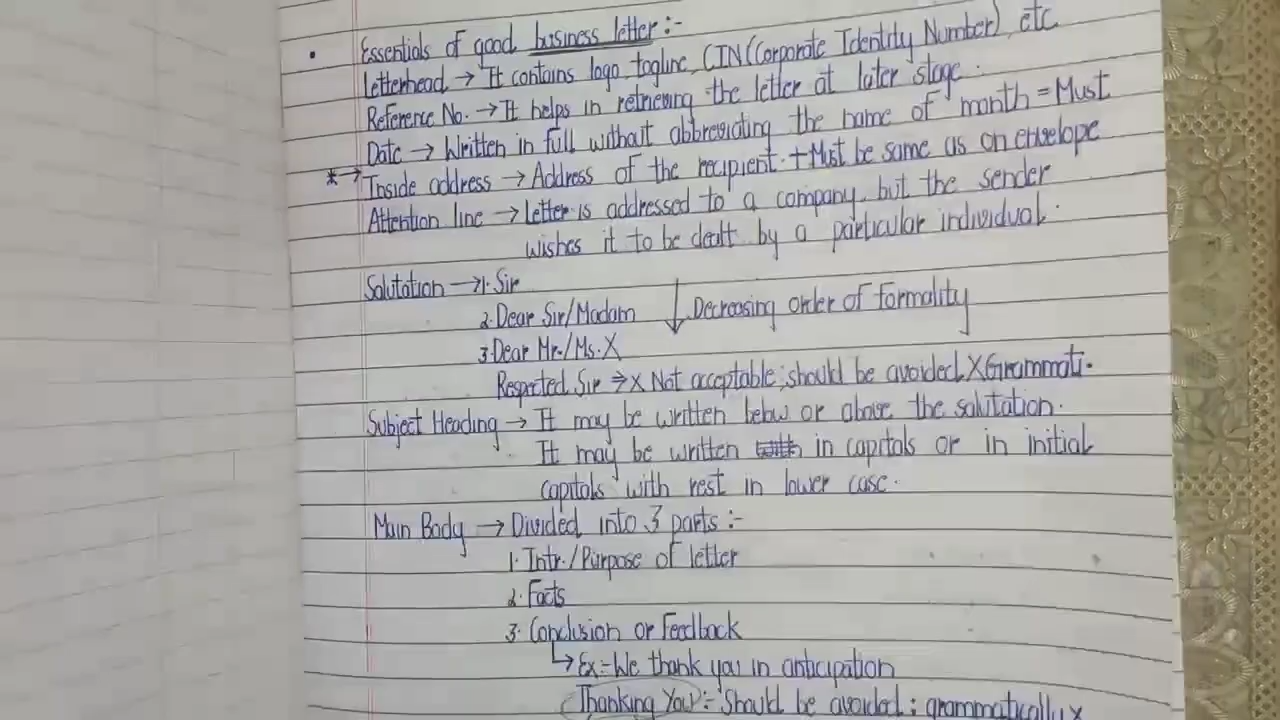 • Essentials of good business letter :-
Letterhead → It contains logo, tagline, CIN (Corporate Identity Number), etc
Reference No. → It helps in retrieving the letter at later stage.
Date → Written in full without abbreviating the name of month = Must
*→ Inside address → Address of the recipient. + Must be same as on envelope
Attention line → letter is addressed to a company, but the sender
wishes it to be dealt by a particular individual.
Salutation → 1. Sir
2. Dear Sir/Madam ↓ Decreasing order of formality
3. Dear Mr./Ms. X
Respected Sir ⇒ X Not acceptable; should be avoided, X Grammati.
Subject Heading → It may be written below or above the salutation.
It may be written in capitals or in initial
capitals with rest in lower case.
Main Body → Divided into 3 parts :-
1. Intr./Purpose of letter
2. Facts
3. Conclusion or Feedback
↳ Ex:- We thank you in anticipation
Thanking You :- Should be avoided ; grammatically x